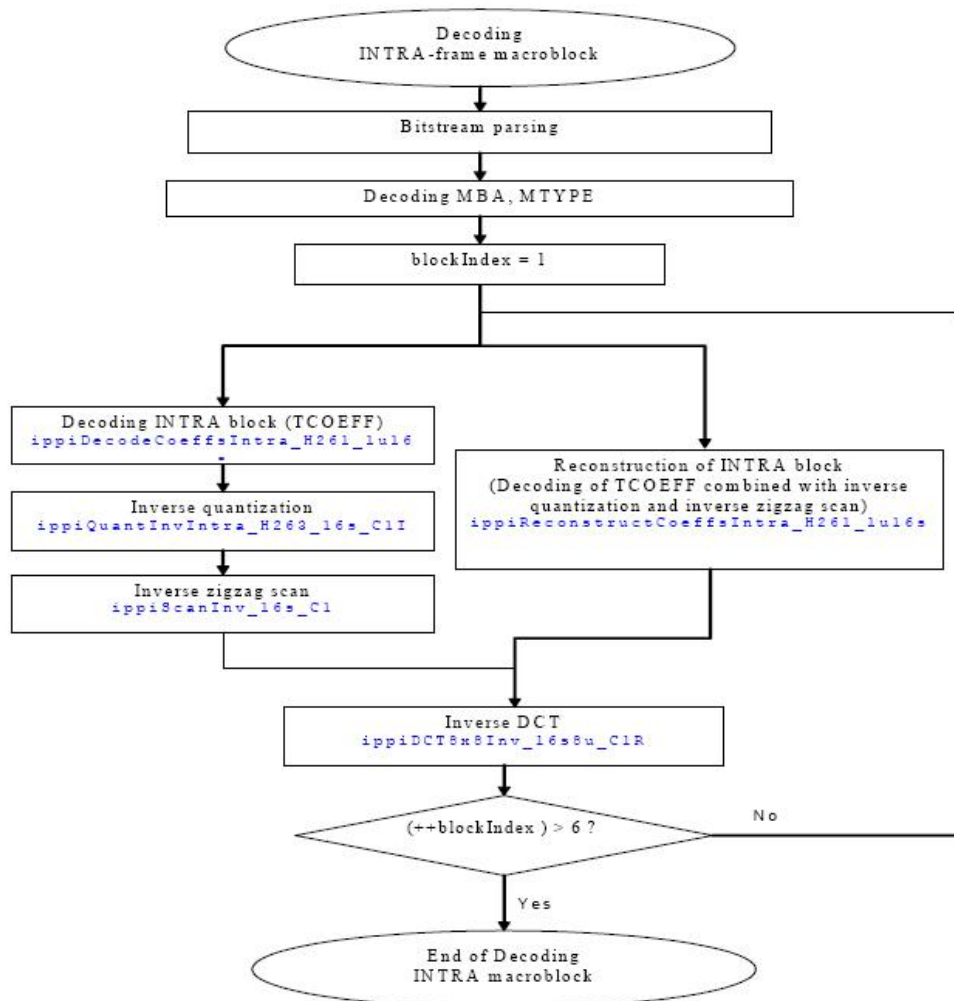 Decoding
INTRA-frame macroblock
Bitstream parsing
Decoding MBA, MTYPE
blockIndex = 1
Decoding INTRA block (TCOEFF)
ippiDecodeCoeffsIntra_H261_1u16
Inverse quantization
ippiQuantInvIntra_H263_16s_C1I
Inverse zigzag scan
ippiScanInv_16s_C1
Reconstruction of INTRA block
(Decoding of TCOEFF combined with inverse
quantization and inverse zigzag scan)
ippiReconstructCoeffsIntra_H261_1u16s
Inverse DCT
ippiDCT8x8Inv_16s8u_C1R
(++blockIndex ) > 6 ?
No
Yes
End of Decoding
INTRA macroblock